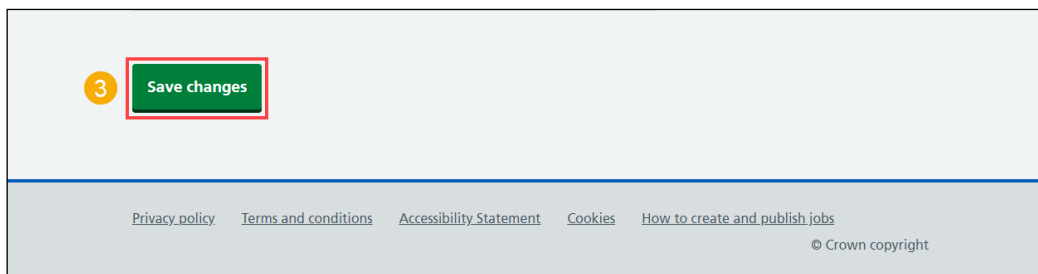 3 Save changes
Privacy policy Terms and conditions Accessibility Statement Cookies How to create and publish jobs
© Crown copyright